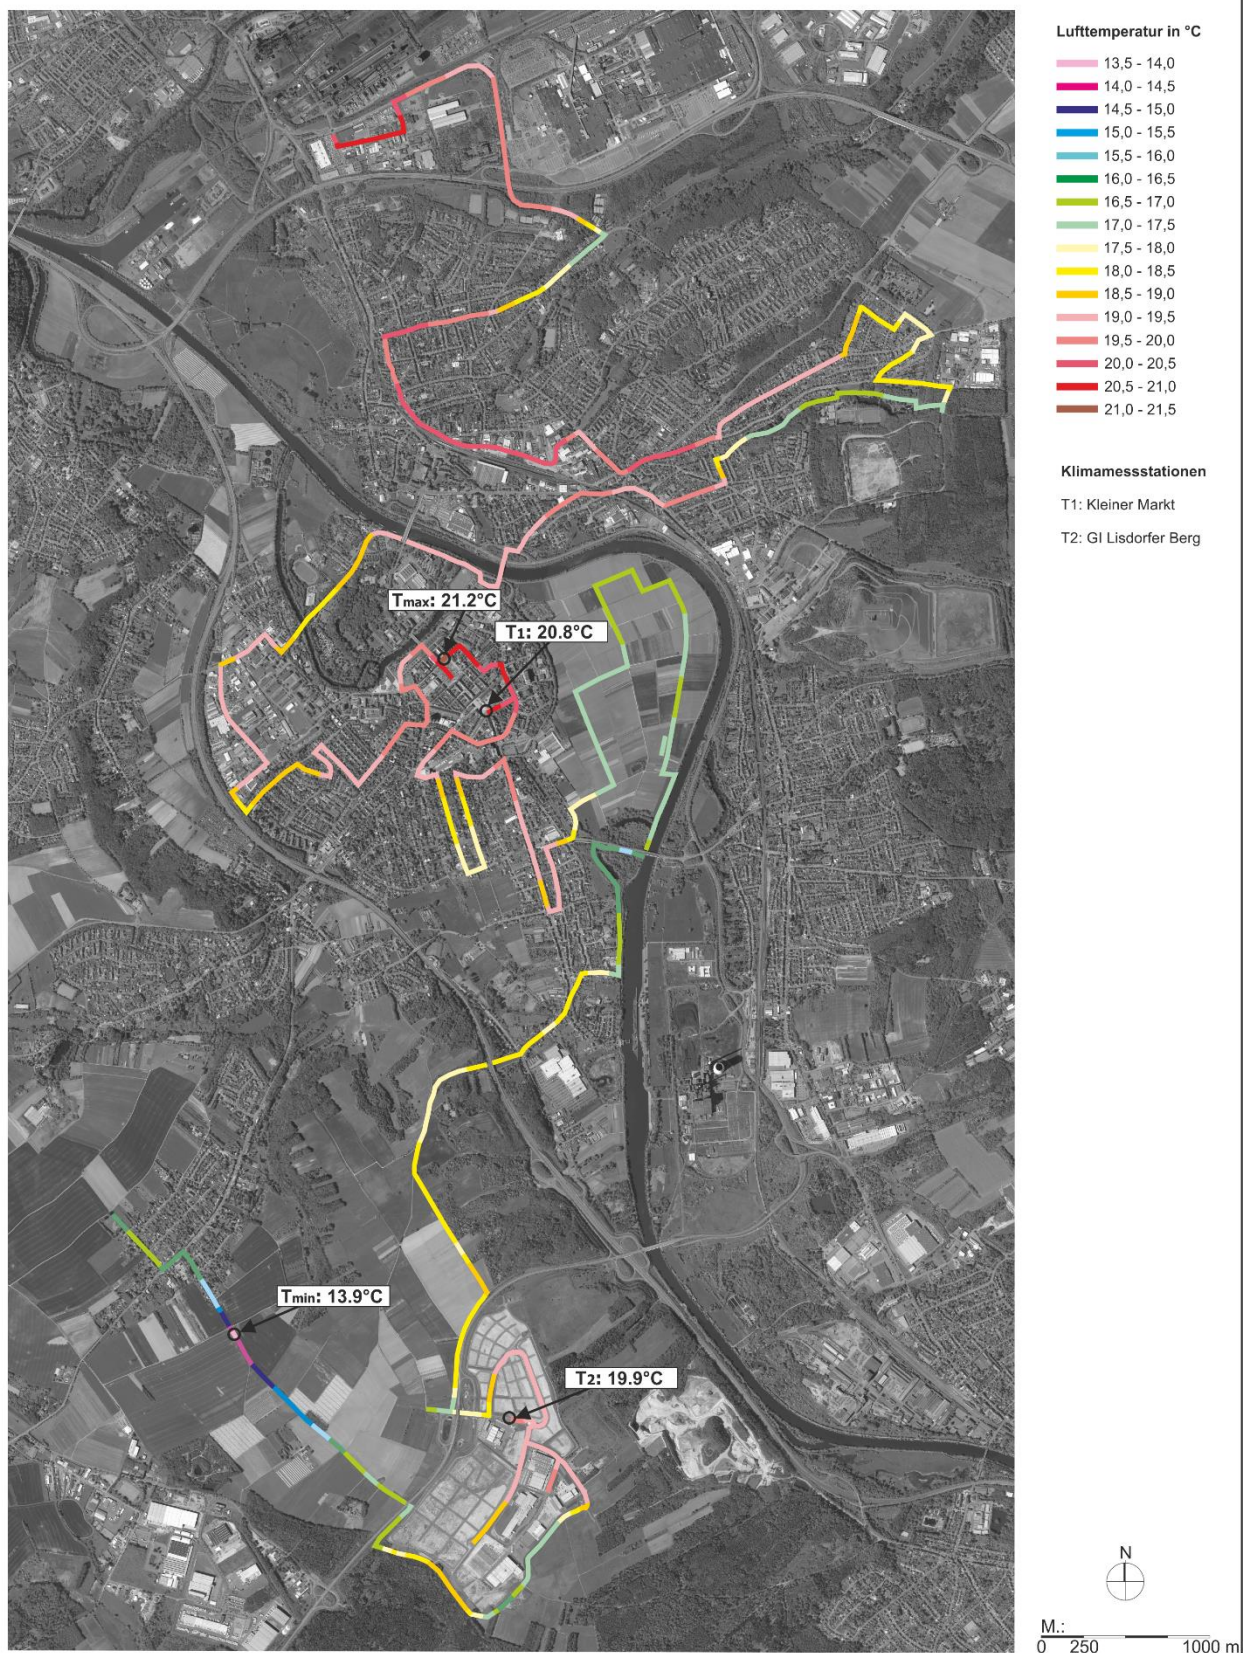 Lufttemperatur in °C
13,5 - 14,0
14,0 - 14,5
14,5 - 15,0
15,0 - 15,5
15,5 - 16,0
16,0 - 16,5
16,5 - 17,0
17,0 - 17,5
17,5 - 18,0
18,0 - 18,5
18,5 - 19,0
19,0 - 19,5
19,5 - 20,0
20,0 - 20,5
20,5 - 21,0
21,0 - 21,5
Klimamessstationen
T1: Kleiner Markt
T2: GI Lisdorfer Berg
Tmax: 21.2°C
T1: 20.8°C
Tmin: 13.9°C
T2: 19.9°C
N
M.:
0 250 1000 m